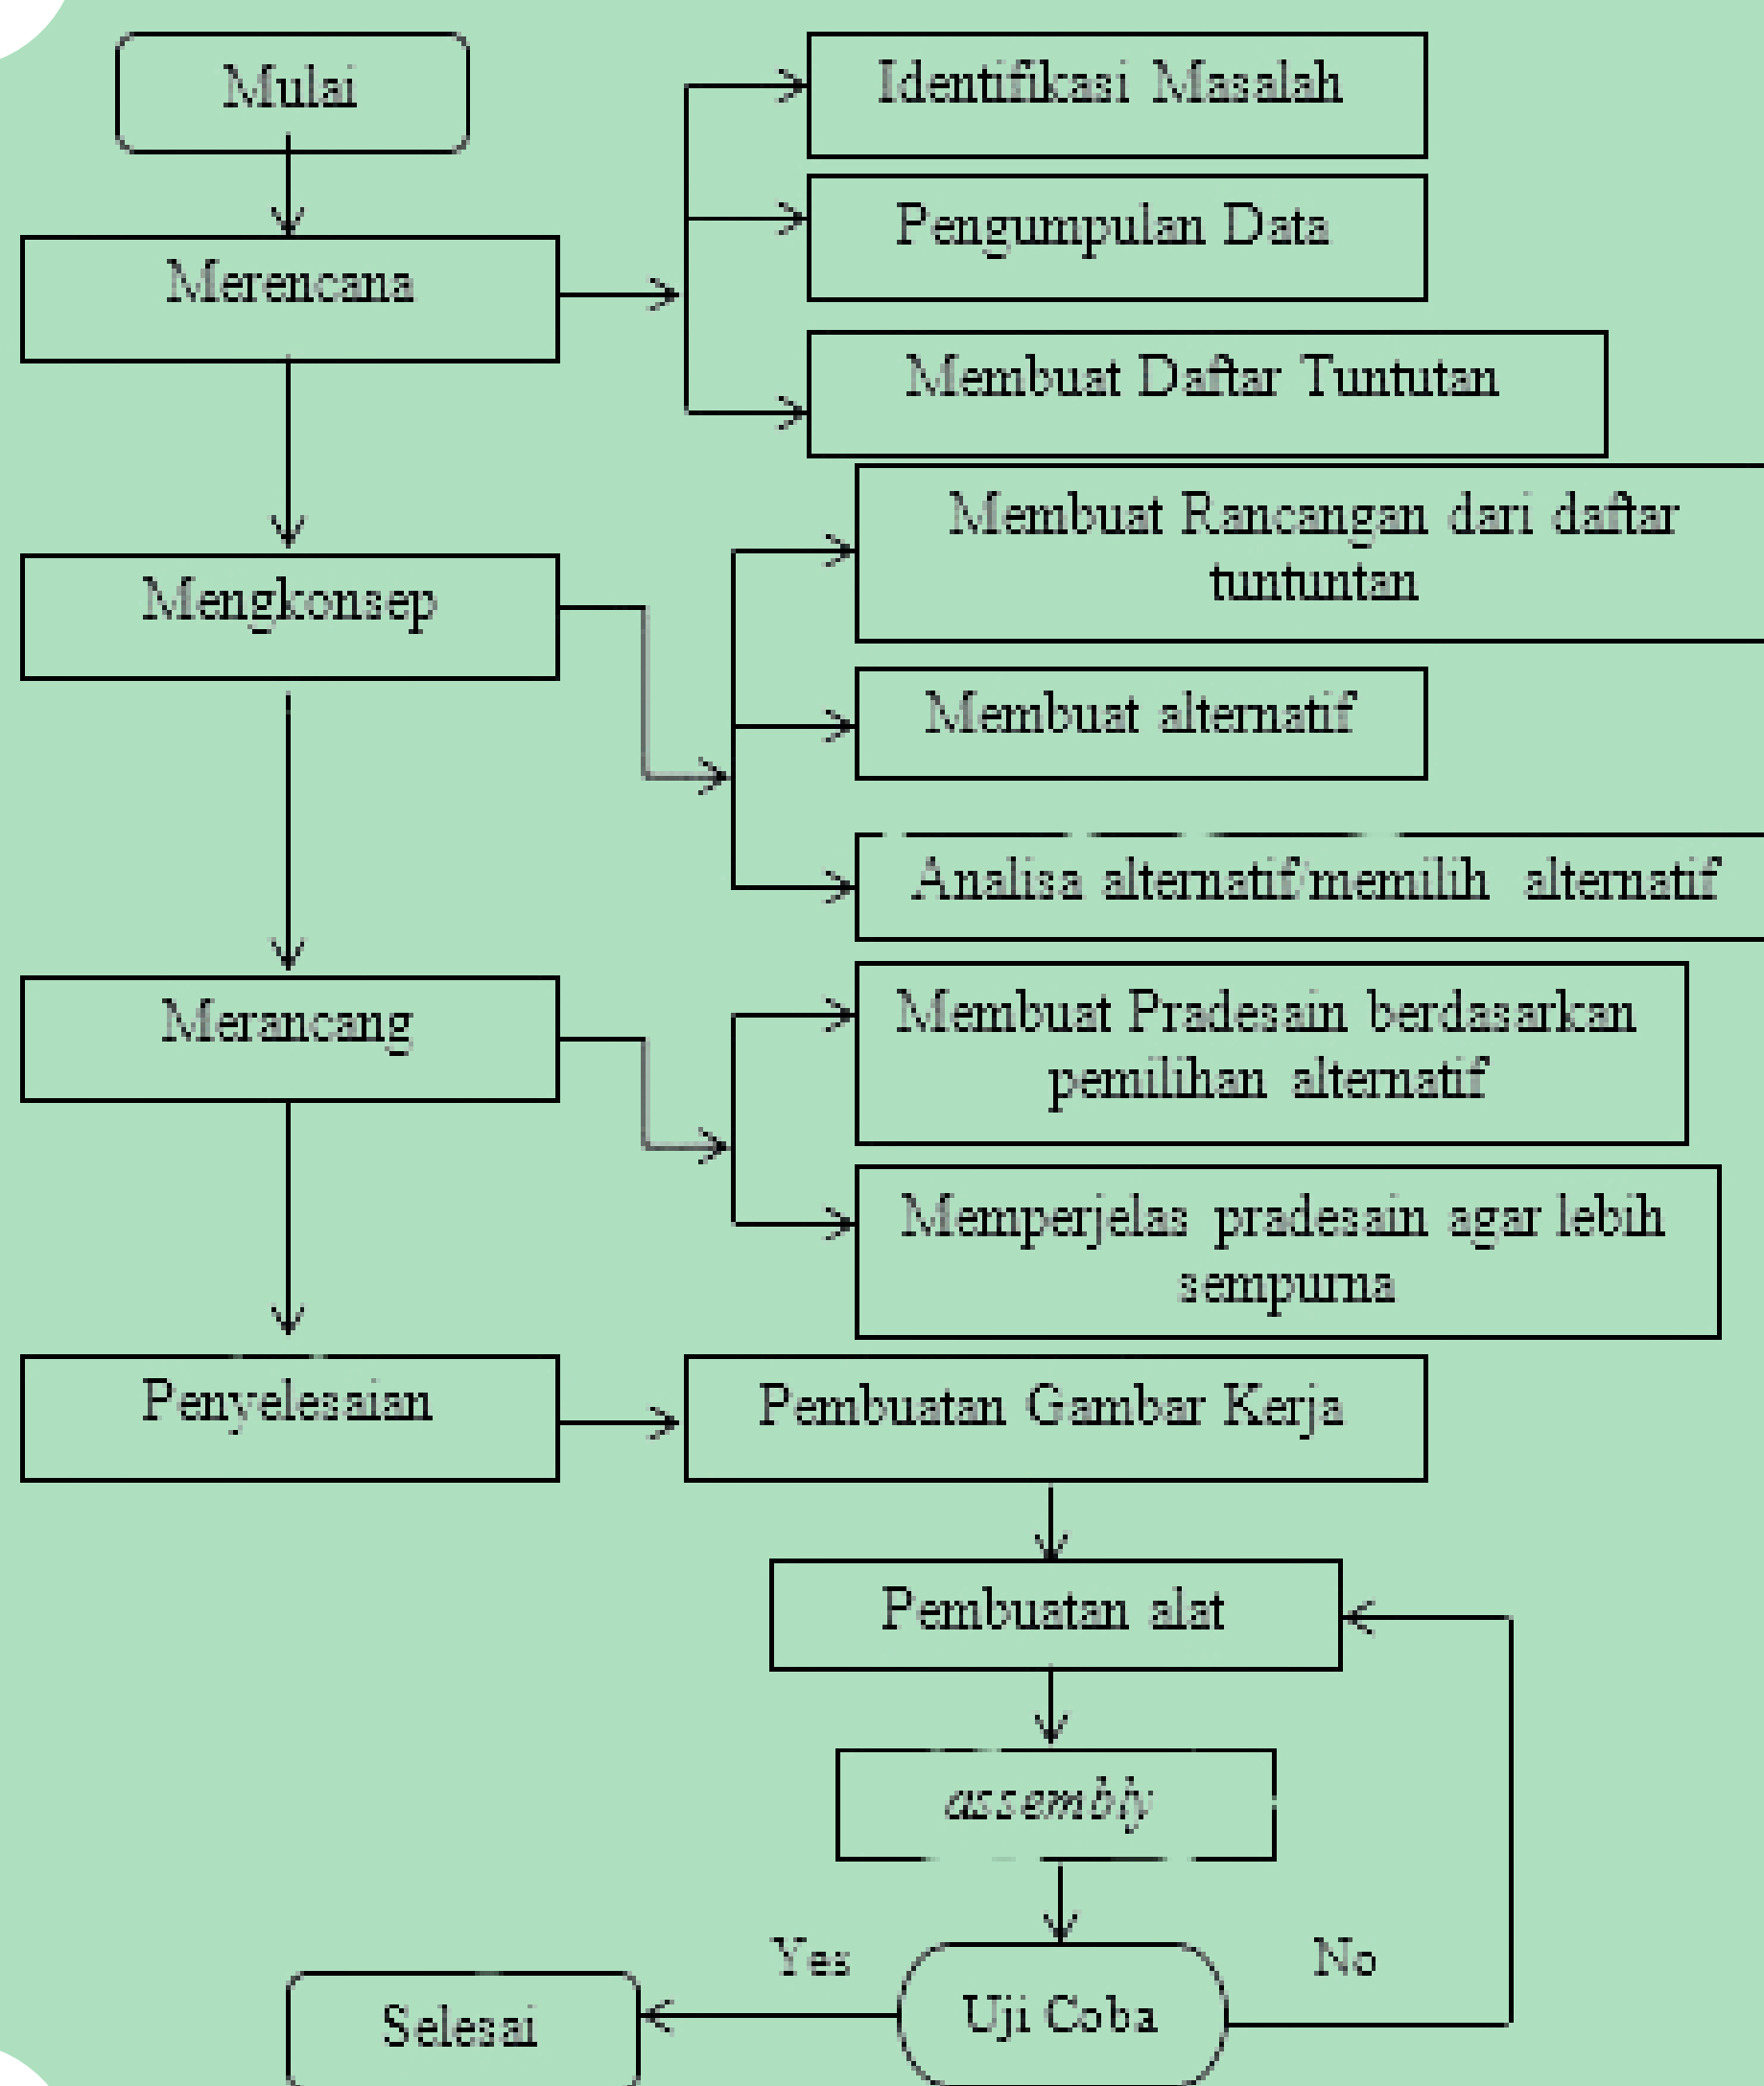 Mulai
Identifikasi Masalah
Pengumpulan Data
Merencana
Membuat Daftar Tuntutan
Membuat Rancangan dari daftar
tuntuntan
Mengkonsep
Membuat alternatif
Analisa alternatif/memilih alternatif
Merancang
Membuat Pradesain berdasarkan
pemilihan alternatif
Memperjelas pradesain agar lebih
sempurna
Penyelesaian
Pembuatan Gambar Kerja
Pembuatan alat
assembly
Yes
No
Uji Coba
Selesai